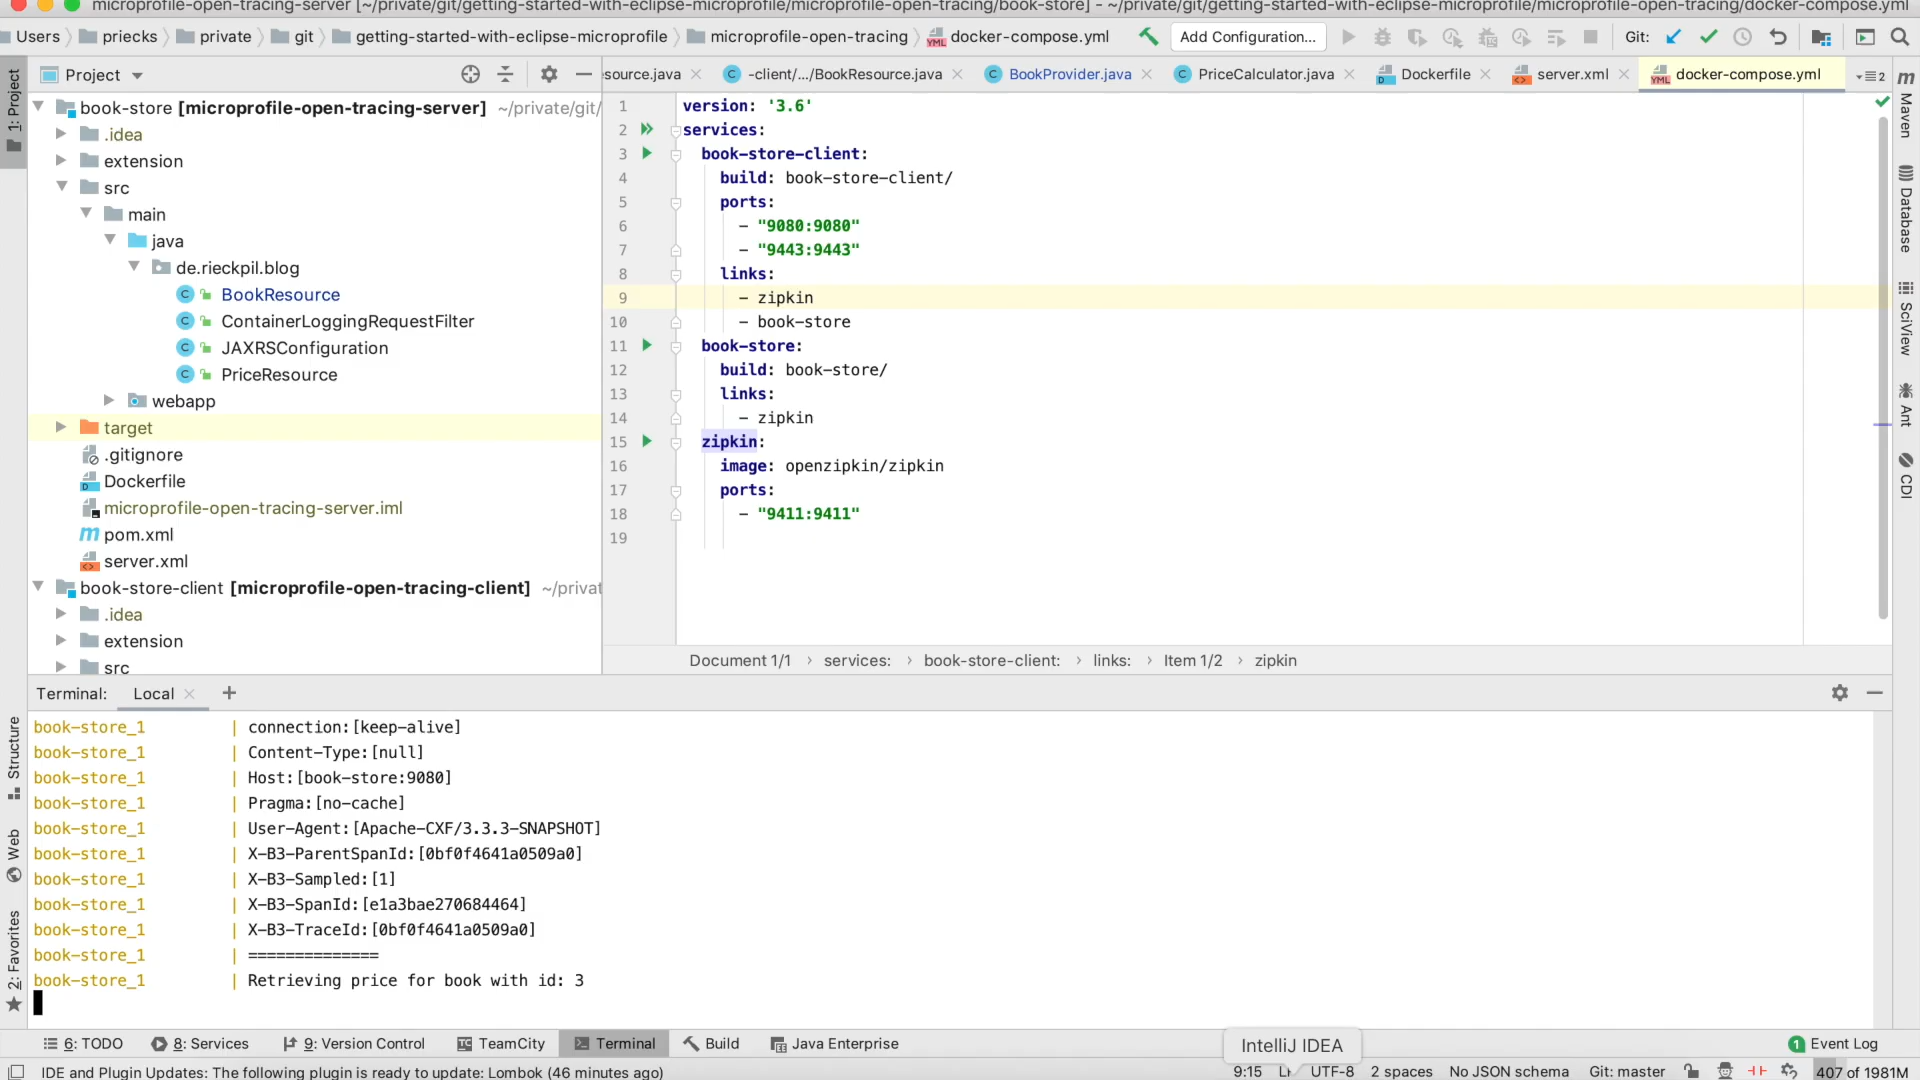 microprofile-open-tracing-server [~/private/git/getting-started-with-eclipse-microprofile/microprofile-open-tracing/book-store] - ~/private/git/getting-started-with-eclipse-microprofile/microprofile-open-tracing/docker-compose.yml
Users priecks private git getting-started-with-eclipse-microprofile microprofile-open-tracing docker-compose.yml Add Configuration... Git:
Project source.java -client/.../BookResource.java BookProvider.java PriceCalculator.java Dockerfile server.xml docker-compose.yml 2
1: Project
Structure
Web
2: Favorites
book-store [microprofile-open-tracing-server] ~/private/git/
.idea
extension
src
main
java
de.rieckpil.blog
BookResource
ContainerLoggingRequestFilter
JAXRSConfiguration
PriceResource
webapp
target
.gitignore
Dockerfile
microprofile-open-tracing-server.iml
pom.xml
server.xml
book-store-client [microprofile-open-tracing-client] ~/privat
.idea
extension
src
1 version: '3.6'
2 services:
3 book-store-client:
4 build: book-store-client/
5 ports:
6 - "9080:9080"
7 - "9443:9443"
8 links:
9 - zipkin
10 - book-store
11 book-store:
12 build: book-store/
13 links:
14 - zipkin
15 zipkin:
16 image: openzipkin/zipkin
17 ports:
18 - "9411:9411"
19
Maven
Database
SciView
Ant
CDI
Document 1/1 › services: › book-store-client: › links: › Item 1/2 › zipkin
Terminal: Local +
book-store_1 | connection:[keep-alive]
book-store_1 | Content-Type:[null]
book-store_1 | Host:[book-store:9080]
book-store_1 | Pragma:[no-cache]
book-store_1 | User-Agent:[Apache-CXF/3.3.3-SNAPSHOT]
book-store_1 | X-B3-ParentSpanId:[0bf0f4641a0509a0]
book-store_1 | X-B3-Sampled:[1]
book-store_1 | X-B3-SpanId:[e1a3bae270684464]
book-store_1 | X-B3-TraceId:[0bf0f4641a0509a0]
book-store_1 | ==============
book-store_1 | Retrieving price for book with id: 3
6: TODO 8: Services 9: Version Control TeamCity Terminal Build Java Enterprise IntelliJ IDEA 1 Event Log
IDE and Plugin Updates: The following plugin is ready to update: Lombok (46 minutes ago) 9:15 UTF-8 2 spaces No JSON schema Git: master 407 of 1981M